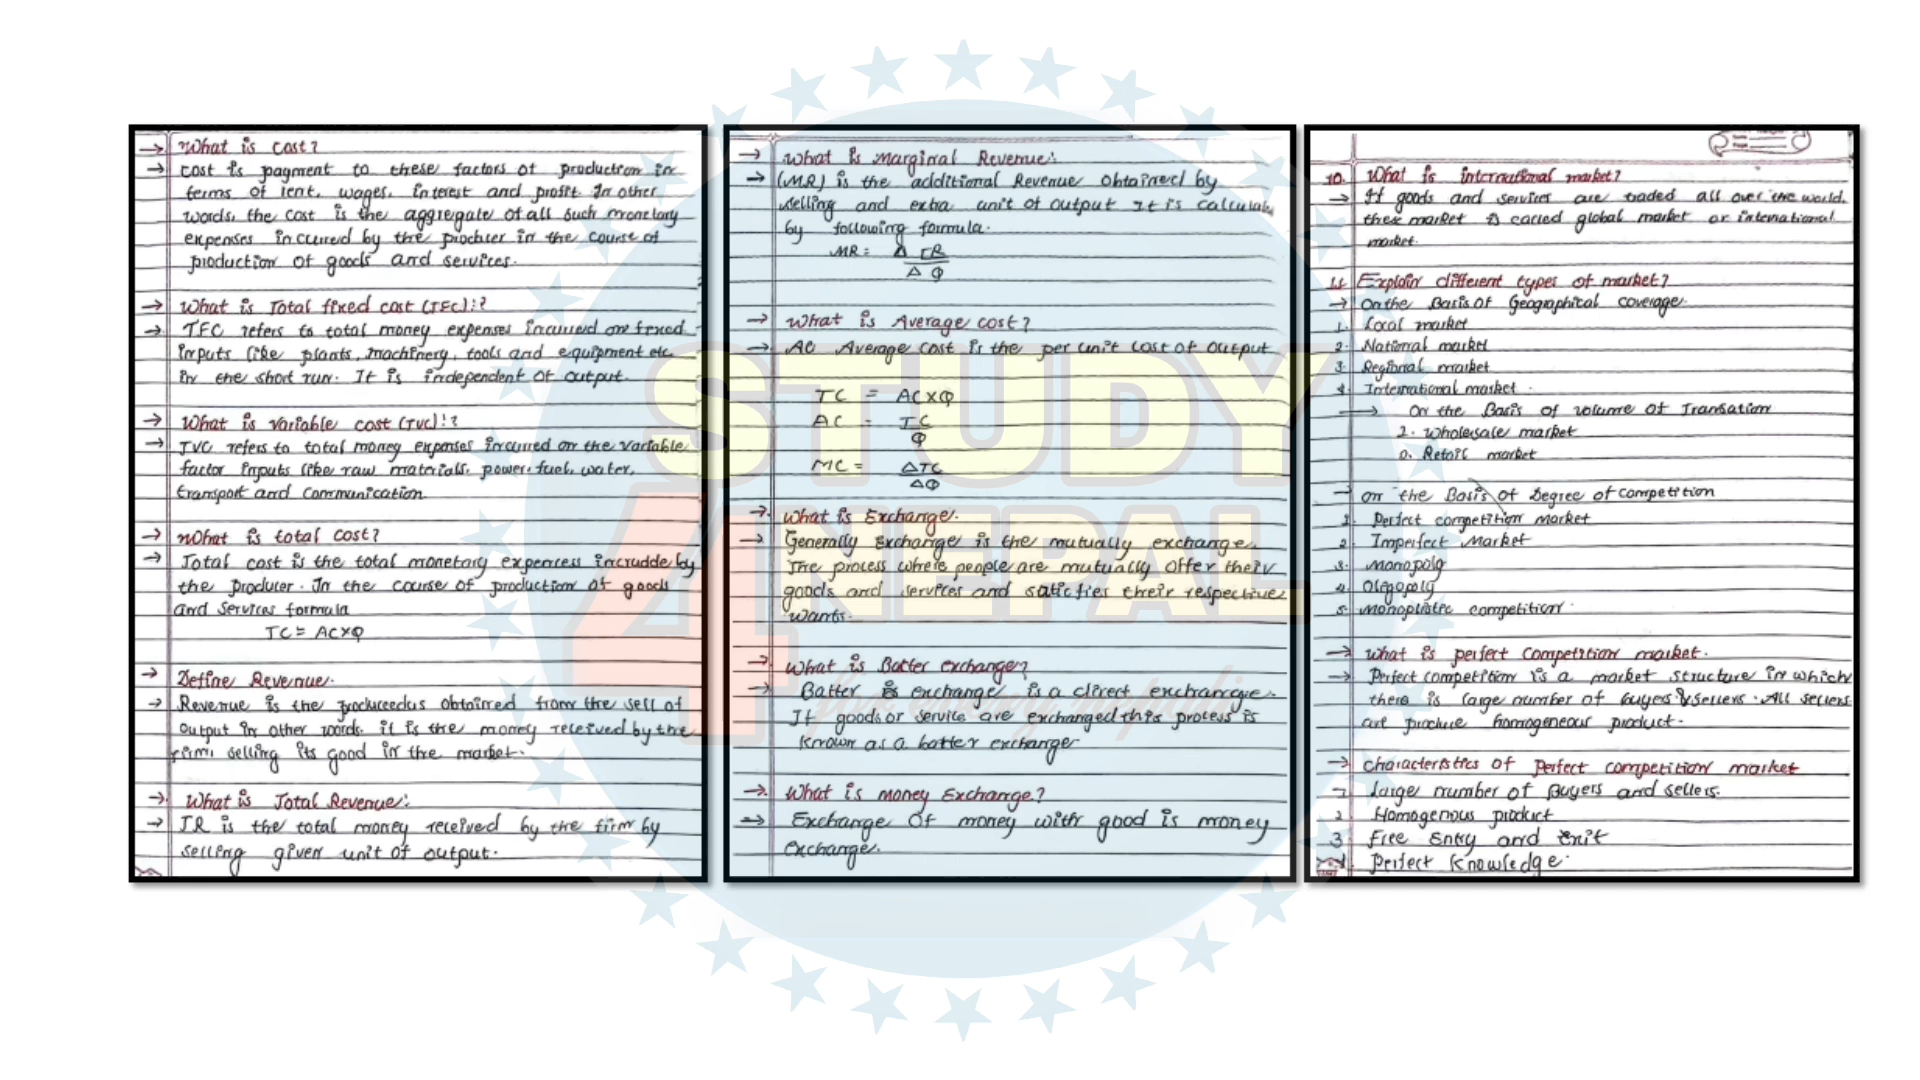 What is cost?
cost is payment to these factors of production in
terms of rent, wages, interest and profit In other
words, the cost is the aggregate of all such monetary
expenses incurred by the producer in the course of
production of goods and services.
What is Total fixed cost (TFC):?
TFC refers to total money expenses incurred on fixed
inputs like plants, machinery, tools and equipment etc.
in the short run. It is independent of output.
What is variable cost (TVC)!?
TVC refers to total money expenses incurred on the variable
factor inputs like raw materials, power, fuel, water,
transport and communication.
What is total cost?
Total cost is the total monetary expencess incrudde by
the producer. In the course of production of goods
and services formula
TC = AC×Q
Define Revenue.
Revenue is the produceedus obtained from the sell of
output in other words, it is the money received by the
firm selling its good in the market.
What is Total Revenue:
TR is the total money received by the firm by
selling given unit of output.
What is Marginal Revenue:
(MR) is the additional Revenue obtained by
selling and extra unit of output It is calculate
by following formula.
MR = Δ TR
Δ Q
What is Average cost?
AC Average cost is the per unit cost of output
TC = AC×Q
AC = TC
Q
MC = ΔTC
ΔQ
What is Exchange.
Generally Exchange is the mutually exchange.
The process where people are mutually offer their
goods and services and saticfies their respective
wants.
What is Batter exchange?
Batter is exchange is a direct exchancge.
If goods or service are exchanged this process is
known as a batter exchange
What is money Exchange?
Exchange of money with good is money
exchange.
10. What is international market?
If goods and services are traded all over the world,
these market is called global market or international
market.
11. Explain different types of market?
On the Basis of Geographical coverage.
1. Local market
2. National market
3. Regional market
4. International market.
On the Basis of volume of Transation
1. Wholesale market
2. Retail market
On the Basis of Degree of competition
1. Perfect competition market
2. Imperfect Market
3. Monopoly
4. Oligopoly
5. Monoplistic competition.
What is perfect competition market.
Perfect competition is a market structure in which
there is large number of buyers & sellers. All sellers
are produce homogeneous product.
characteristics of perfect competition market
1 Large number of Buyers and sellers.
2 Homogenous product
3. Free Entry and Exit
4. Perfect knowledge.
STUDY
4 NEPAL
for every nepali